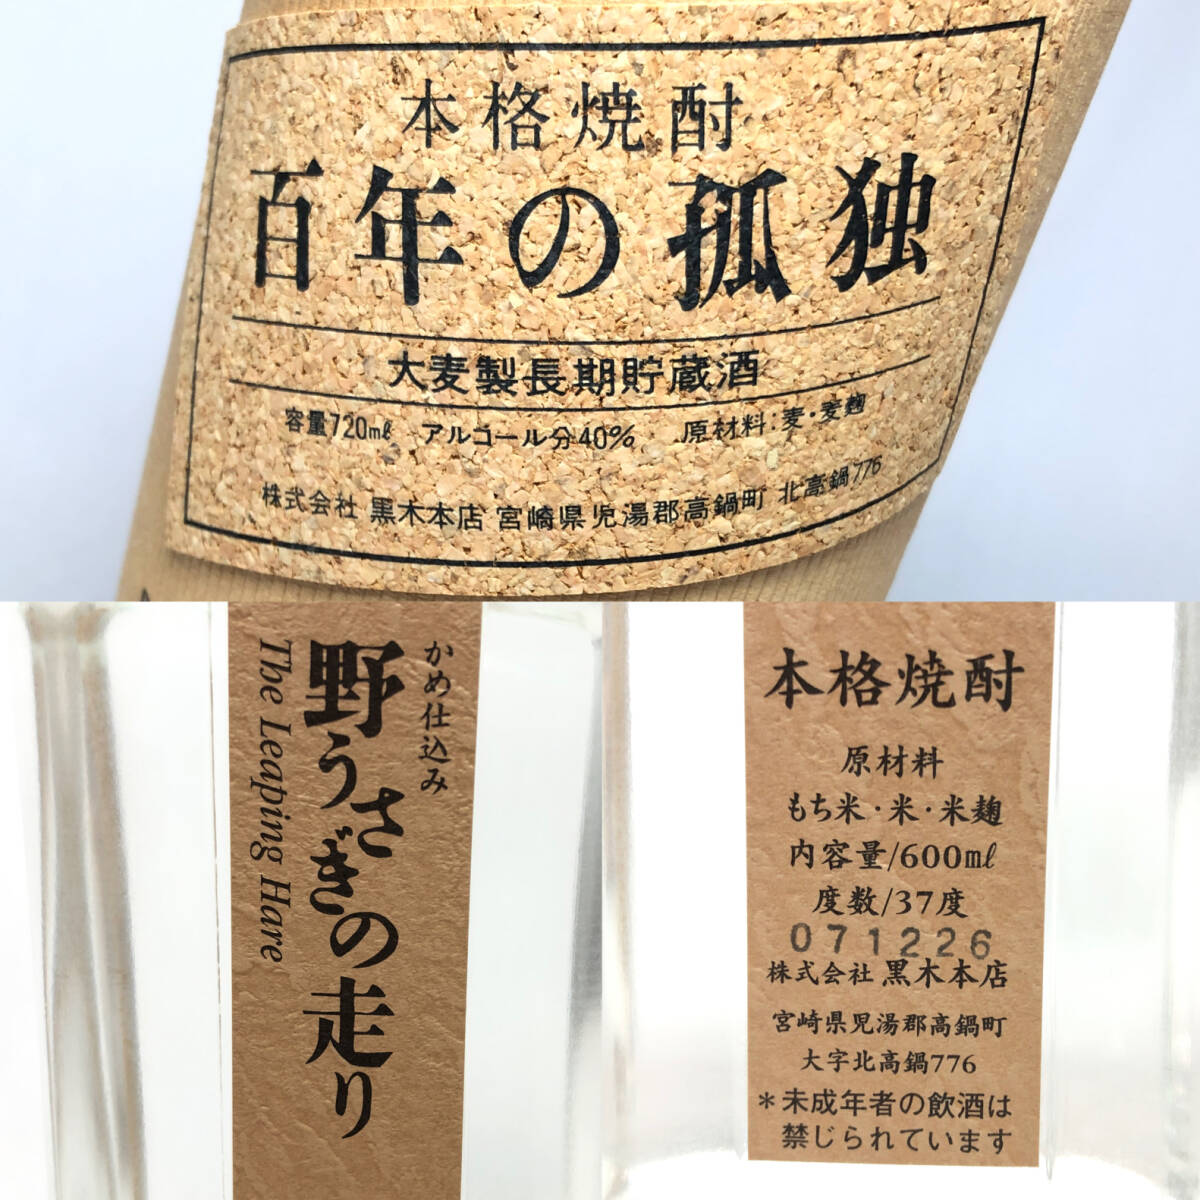 本格焼酎
百年の孤独
大麦製長期貯蔵酒
容量720mℓ アルコール分40% 原材料:麦・麦麹
株式会社 黒木本店 宮崎県児湯郡高鍋町 北高鍋776
かめ仕込み
野うさぎの走り
The Leaping Hare
本格焼酎
原材料
もち米・米・米麹
内容量/600mℓ
度数/37度
071226
株式会社 黒木本店
宮崎県児湯郡高鍋町
大字北高鍋776
*未成年者の飲酒は
禁じられています